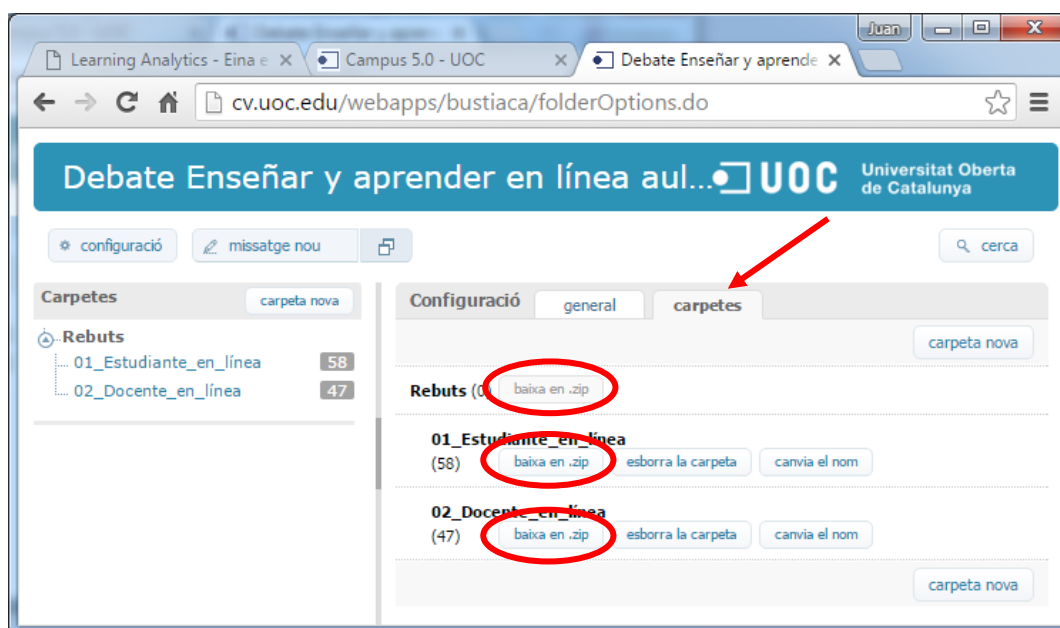 Juan
Learning Analytics - Eina e
Campus 5.0 - UOC
Debate Enseñar y aprende
cv.uoc.edu/webapps/bustiaca/folderOptions.do
Debate Enseñar y aprender en línea aul...
UOC
Universitat Oberta
de Catalunya
configuració
missatge nou
cerca
Carpetes
carpeta nova
Rebuts
01_Estudiante_en_línea 58
02_Docente_en_línea 47
Configuració general carpetes
carpeta nova
Rebuts (0) baixa en .zip
01_Estudiante_en_línea
(58) baixa en .zip esborra la carpeta canvia el nom
02_Docente_en_línea
(47) baixa en .zip esborra la carpeta canvia el nom
carpeta nova